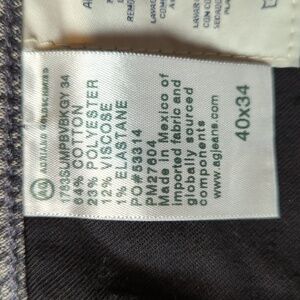 AG ADRIANO GOLDSCHMIED
1783SUMPBVBKGY 34
64% COTTON
23% POLYESTER
12% VISCOSE
1% ELASTANE
PO#53314
PM27604
Made in Mexico of
imported fabric and
globally sourced
components
www.agjeans.com
40x34